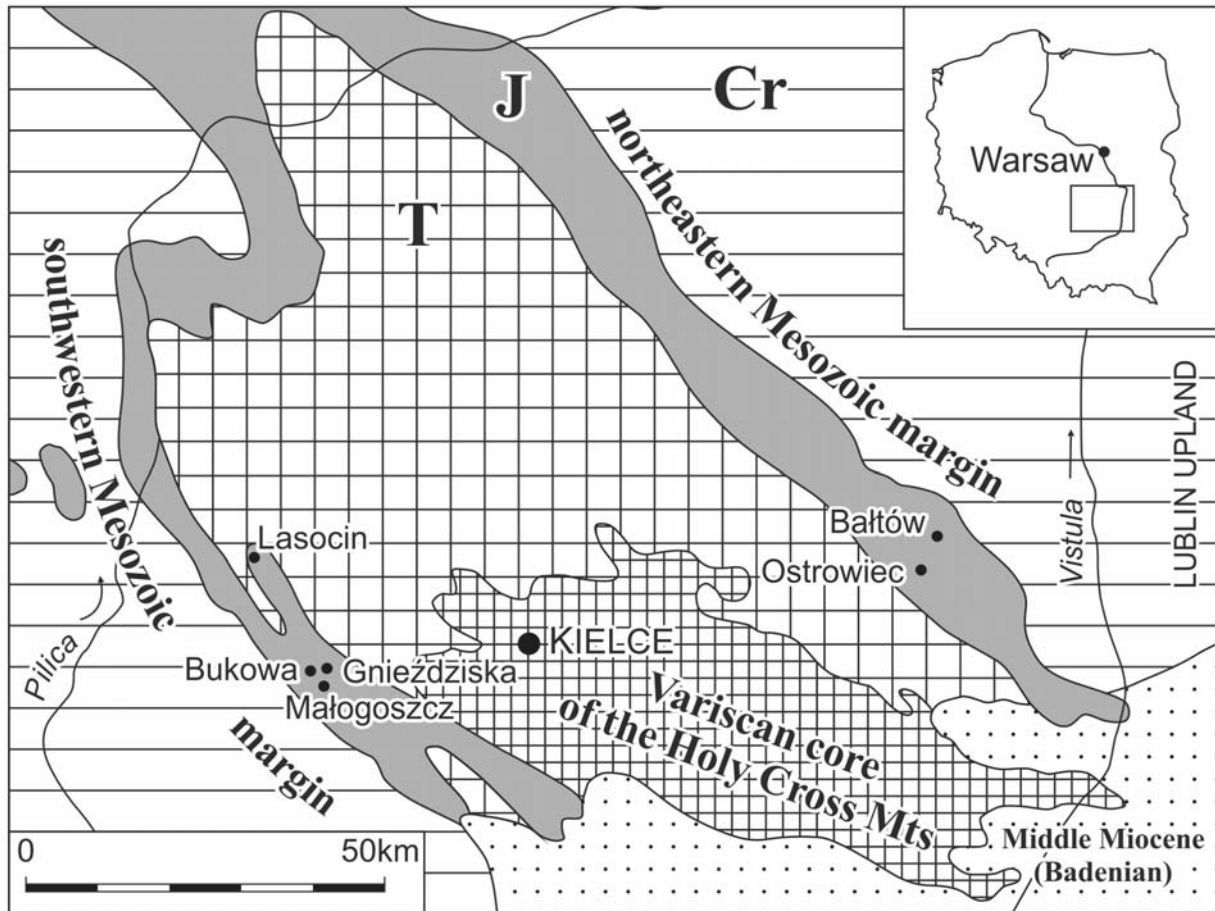 J
Cr
T
Warsaw
northeastern Mesozoic margin
southwestern Mesozoic
margin
LUBLIN UPLAND
Vistula
Pilica
Bałtów
Ostrowiec
Lasocin
KIELCE
Bukowa
Gnieździska
Małogoszcz
Variscan core
of the Holy Cross Mts
Middle Miocene
(Badenian)
0 50km